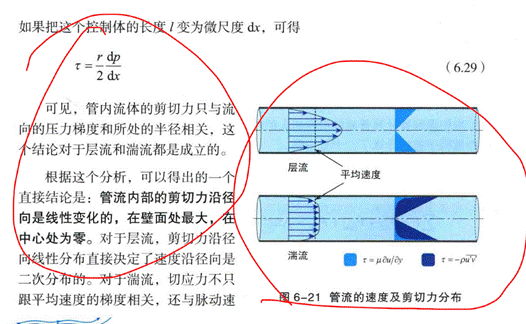 如果把这个控制体的长度 l 变为微尺度 dx，可得
τ = r/2 dp/dx (6.29)
可见，管内流体的剪切力只与流
向的压力梯度和所处的半径相关，这
个结论对于层流和湍流都是成立的。
根据这个分析，可以得出的一个
直接结论是：管流内部的剪切力沿径
向是线性变化的，在壁面处最大，在
中心处为零。对于层流，剪切力沿径
向线性分布直接决定了速度沿径向是
二次分布的。对于湍流，切应力不只
跟平均速度的梯度相关，还与脉动速
层流
平均速度
湍流
τ = μ∂u/∂y τ = -ρu'v'
图 6-21 管流的速度及剪切力分布